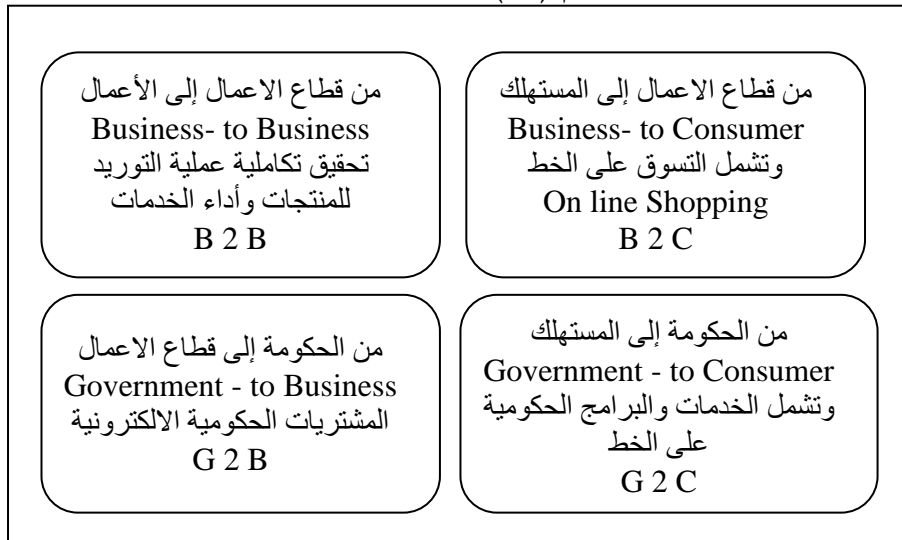 من قطاع الاعمال إلى المستهلك
Business- to Consumer
وتشمل التسوق على الخط
On line Shopping
B 2 C
من قطاع الاعمال إلى الأعمال
Business- to Business
تحقيق تكاملية عملية التوريد
للمنتجات وأداء الخدمات
B 2 B
من الحكومة إلى المستهلك
Government - to Consumer
وتشمل الخدمات والبرامج الحكومية
على الخط
G 2 C
من الحكومة إلى قطاع الاعمال
Government - to Business
المشتريات الحكومية الالكترونية
G 2 B